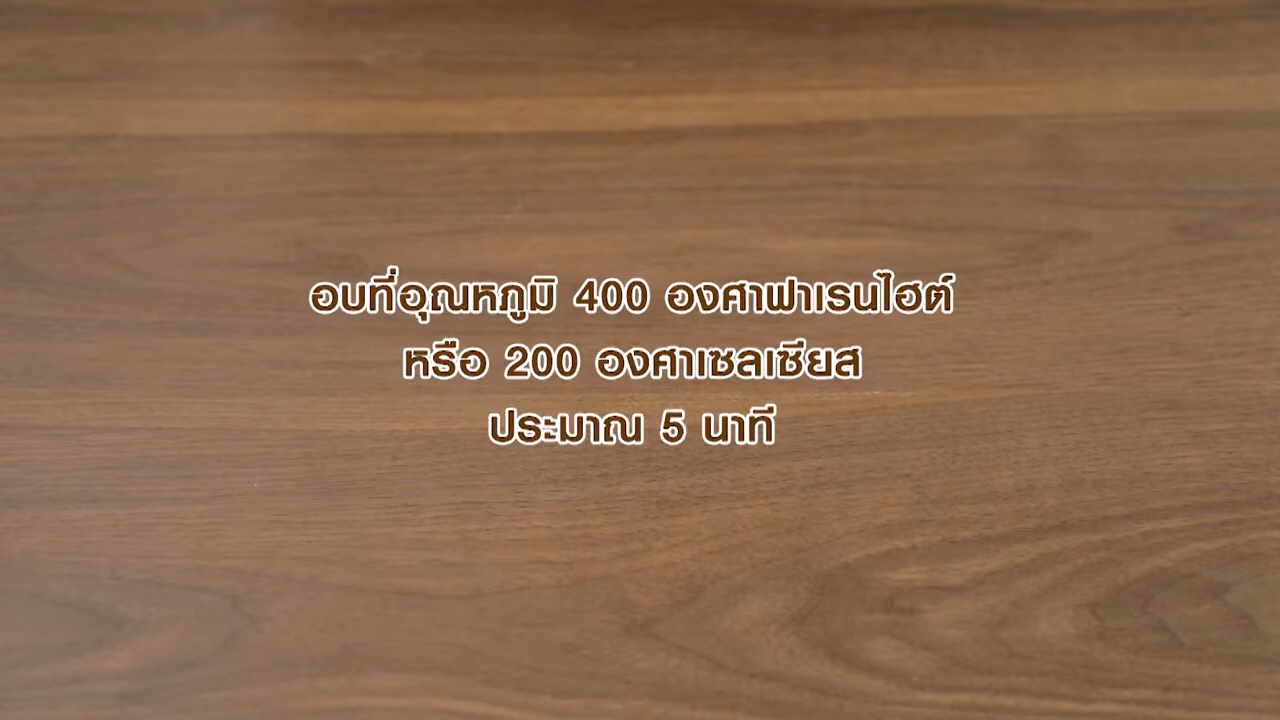 อบที่อุณหภูมิ 400 องศาฟาเรนไฮต์
หรือ 200 องศาเซลเซียส
ประมาณ 5 นาที